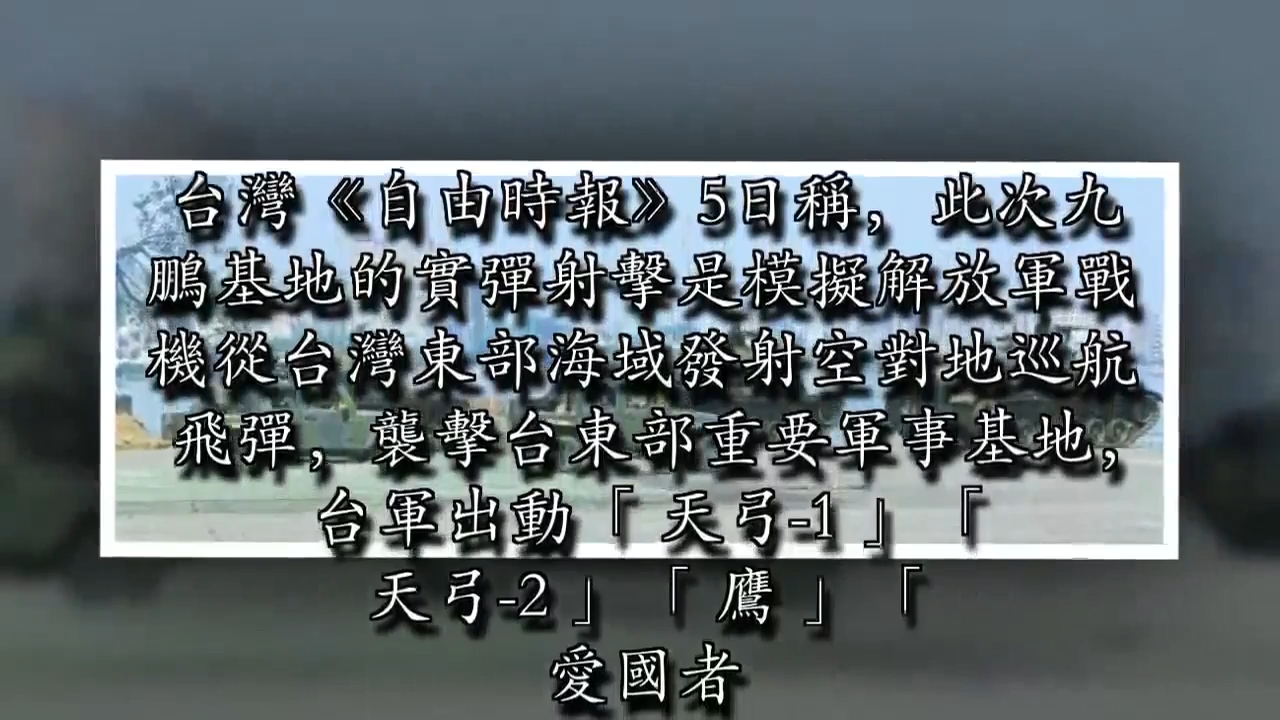 台灣《自由時報》5日稱，此次九
鵬基地的實彈射擊是模擬解放軍戰
機從台灣東部海域發射空對地巡航
飛彈，襲擊台東部重要軍事基地，
台軍出動「天弓-1」「
天弓-2」「鷹」「
愛國者